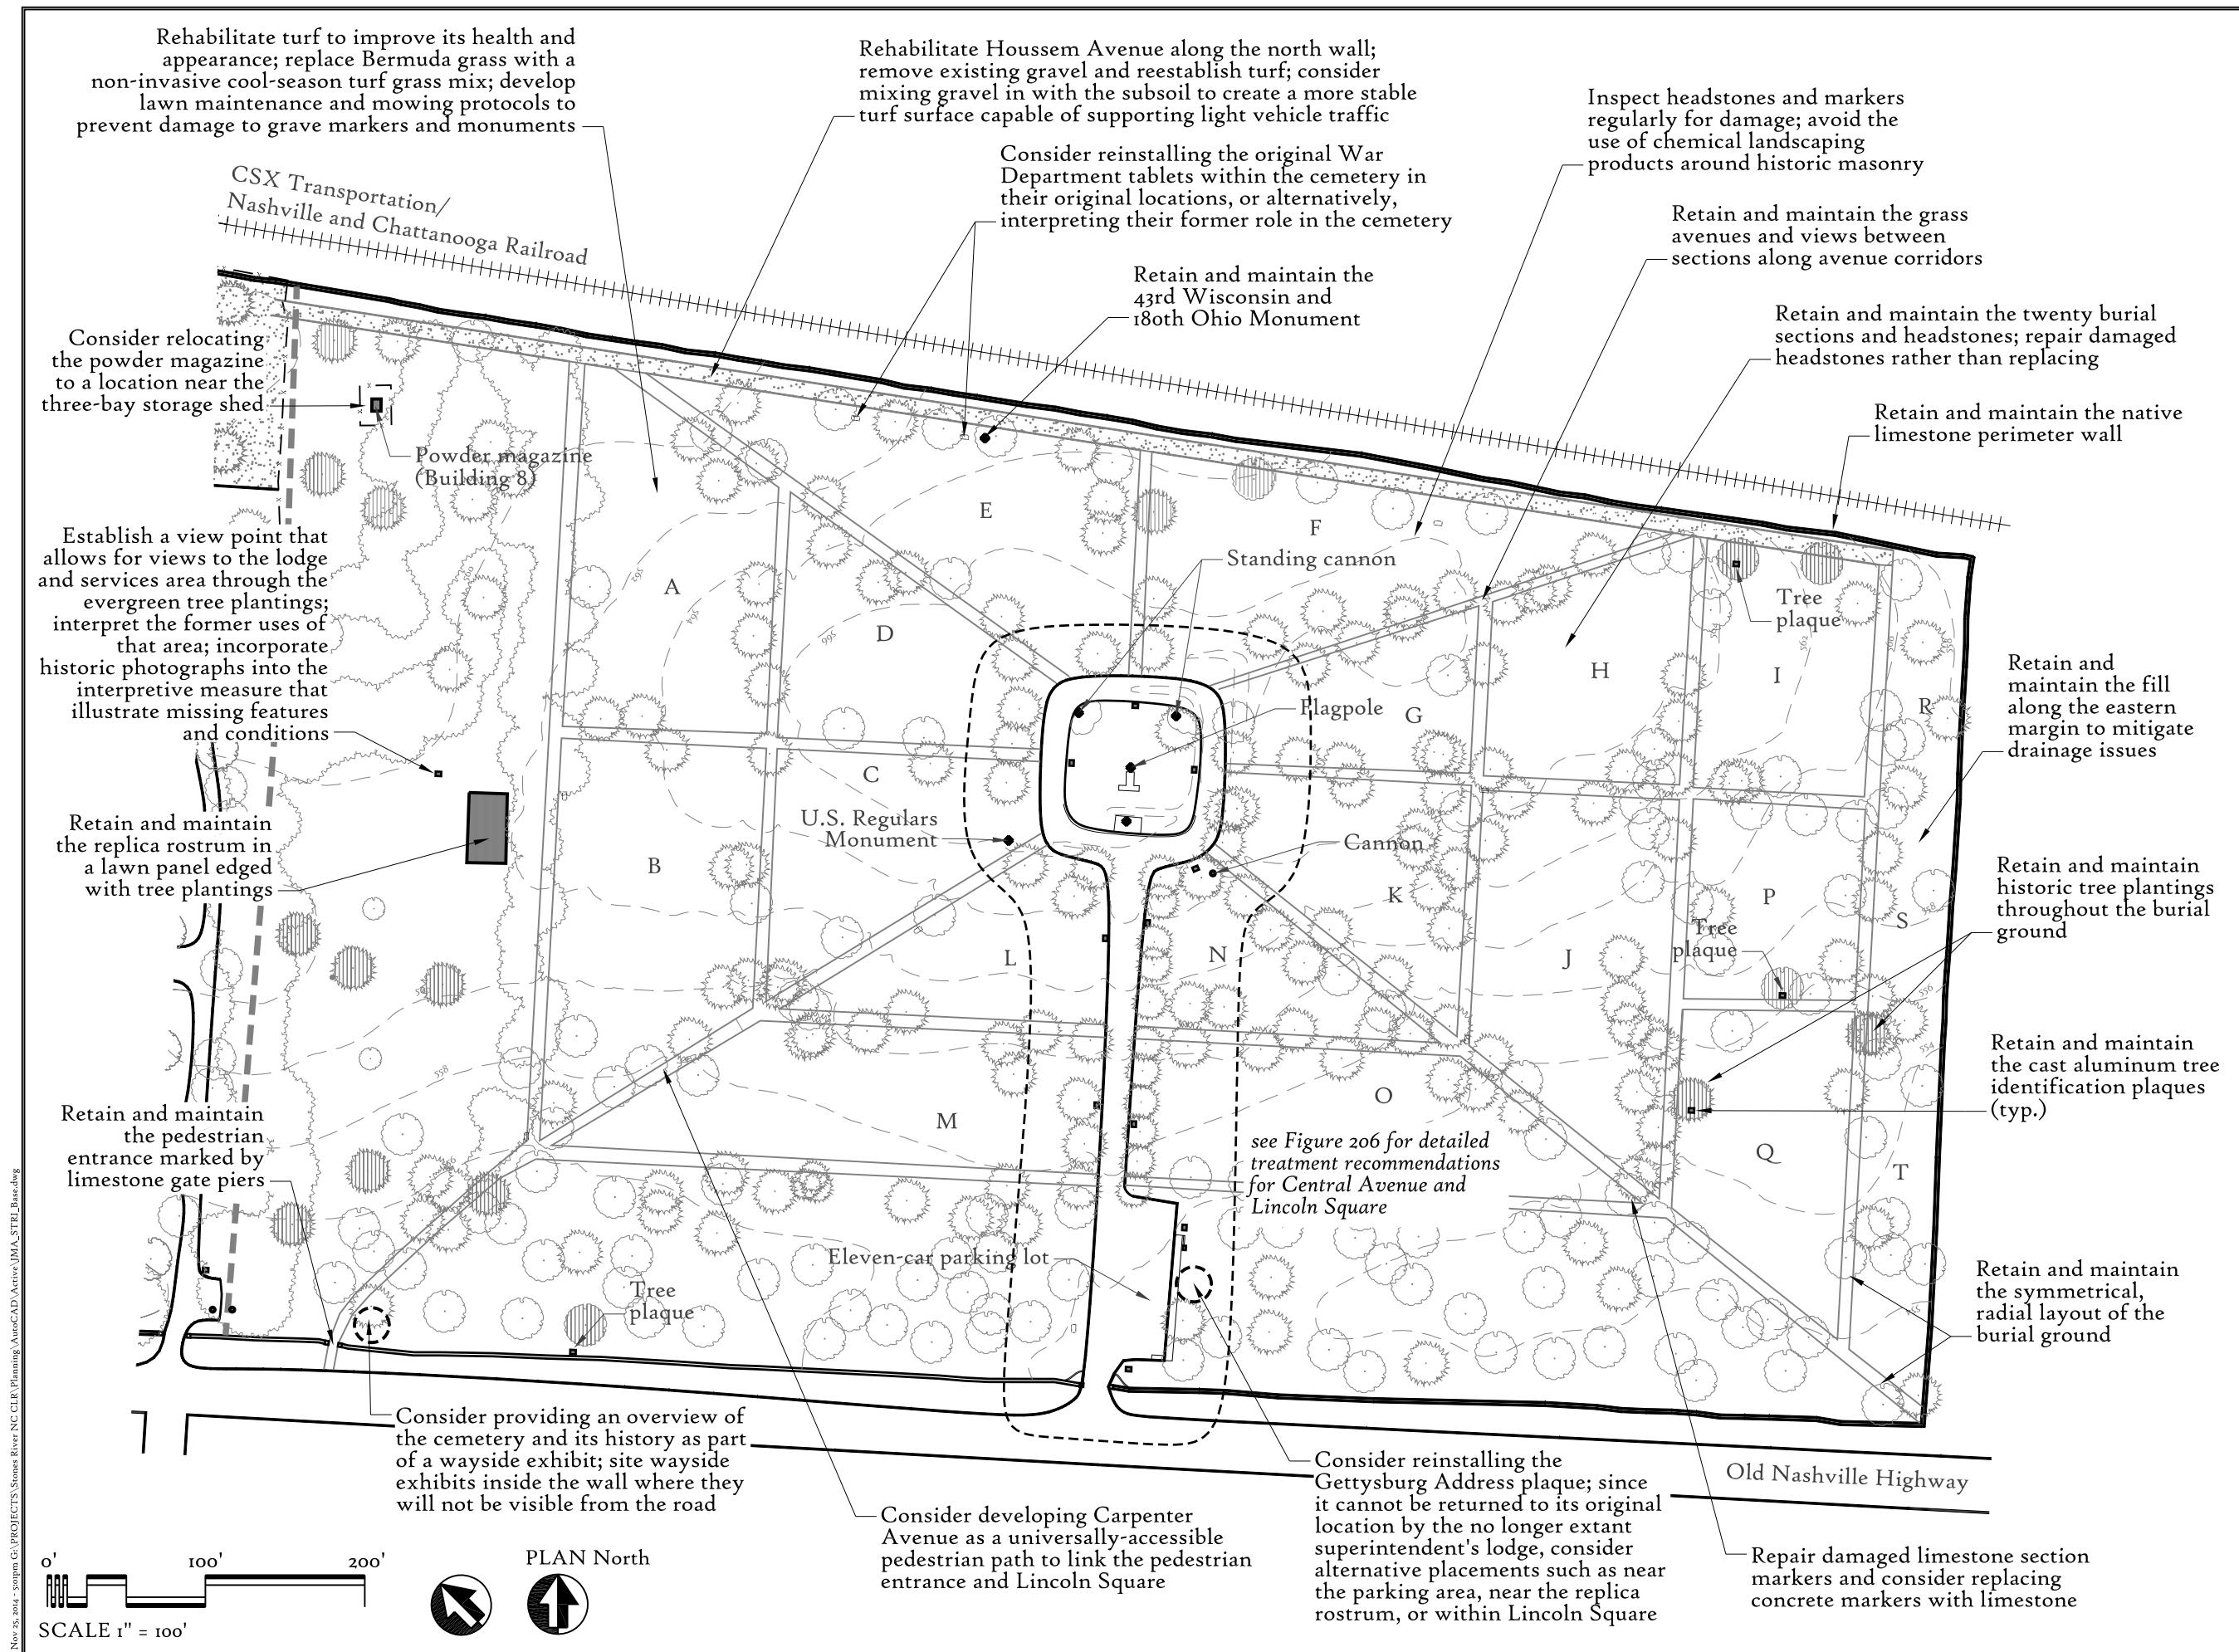 Rehabilitate turf to improve its health and
appearance; replace Bermuda grass with a
non-invasive cool-season turf grass mix; develop
lawn maintenance and mowing protocols to
prevent damage to grave markers and monuments
Rehabilitate Houssem Avenue along the north wall;
remove existing gravel and reestablish turf; consider
mixing gravel in with the subsoil to create a more stable
turf surface capable of supporting light vehicle traffic
Inspect headstones and markers
regularly for damage; avoid the
use of chemical landscaping
products around historic masonry
Consider reinstalling the original War
Department tablets within the cemetery in
their original locations, or alternatively,
interpreting their former role in the cemetery
CSX Transportation/
Nashville and Chattanooga Railroad
Retain and maintain the grass
avenues and views between
sections along avenue corridors
Retain and maintain the
43rd Wisconsin and
180th Ohio Monument
Retain and maintain the twenty burial
sections and headstones; repair damaged
headstones rather than replacing
Consider relocating
the powder magazine
to a location near the
three-bay storage shed
Retain and maintain the native
limestone perimeter wall
Powder magazine
(Building 8)
E
F
Establish a view point that
allows for views to the lodge
and services area through the
evergreen tree plantings;
interpret the former uses of
that area; incorporate
historic photographs into the
interpretive measure that
illustrate missing features
and conditions
Standing cannon
A
D
Tree
plaque
H
I
R
Retain and
maintain the fill
along the eastern
margin to mitigate
drainage issues
Flagpole
G
C
U.S. Regulars
Monument
Cannon
Retain and maintain
the replica rostrum in
a lawn panel edged
with tree plantings
B
K
P
S
Retain and maintain
historic tree plantings
throughout the burial
ground
Tree
plaque
L
N
J
558
556
554
Retain and maintain
the cast aluminum tree
identification plaques
(typ.)
M
O
Q
T
see Figure 206 for detailed
treatment recommendations
for Central Avenue and
Lincoln Square
Retain and maintain
the pedestrian
entrance marked by
limestone gate piers
Eleven-car parking lot
Tree
plaque
Retain and maintain
the symmetrical,
radial layout of the
burial ground
Consider providing an overview of
the cemetery and its history as part
of a wayside exhibit; site wayside
exhibits inside the wall where they
will not be visible from the road
Consider developing Carpenter
Avenue as a universally-accessible
pedestrian path to link the pedestrian
entrance and Lincoln Square
Consider reinstalling the
Gettysburg Address plaque; since
it cannot be returned to its original
location by the no longer extant
superintendent's lodge, consider
alternative placements such as near
the parking area, near the replica
rostrum, or within Lincoln Square
Old Nashville Highway
Repair damaged limestone section
markers and consider replacing
concrete markers with limestone
0' 100' 200'
SCALE 1" = 100'
PLAN North
Nov 25, 2014 - 5:01pm G:\PROJECTS\Stones River NC CLR\Planning\AutoCAD\Active\JMA_STRI_Base.dwg